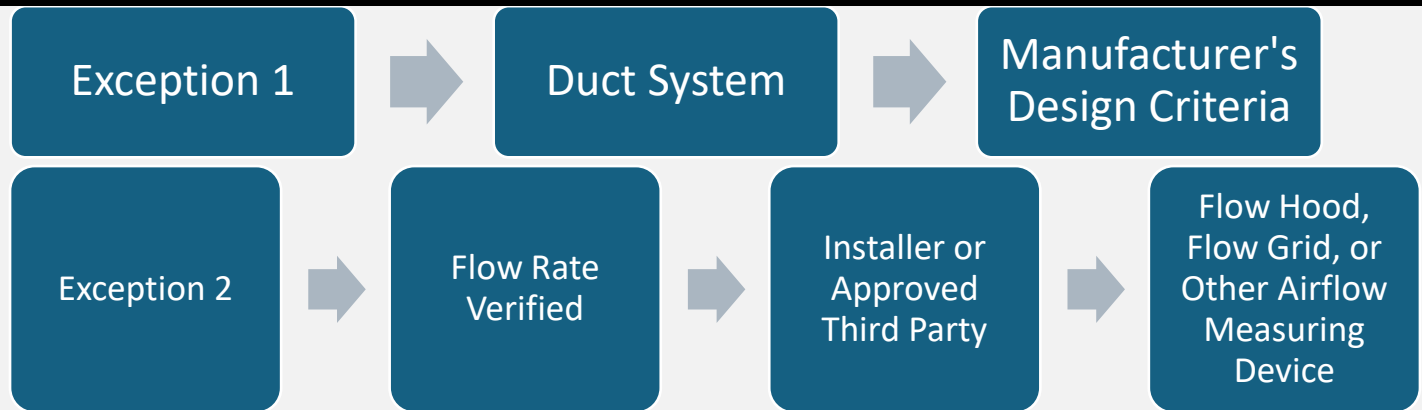 Exception 1
Duct System
Manufacturer's
Design Criteria
Exception 2
Flow Rate
Verified
Installer or
Approved
Third Party
Flow Hood,
Flow Grid, or
Other Airflow
Measuring
Device